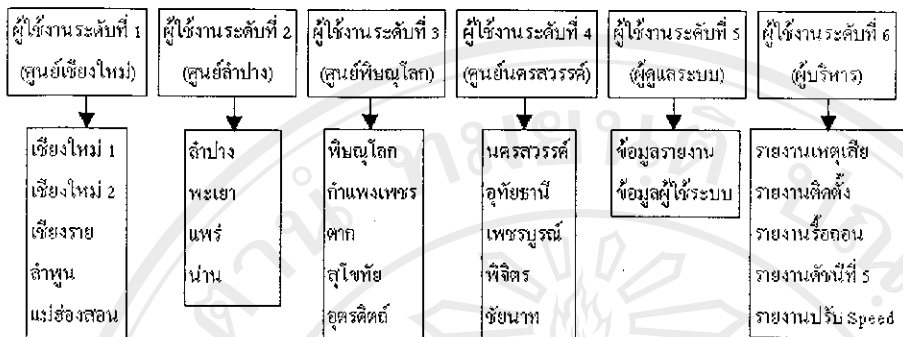 ผู้ใช้งานระดับที่ 1
(ศูนย์เชียงใหม่)
เชียงใหม่ 1
เชียงใหม่ 2
เชียงราย
ลำพูน
แม่ฮ่องสอน
ผู้ใช้งานระดับที่ 2
(ศูนย์ลำปาง)
ลำปาง
พะเยา
แพร่
น่าน
ผู้ใช้งานระดับที่ 3
(ศูนย์พิษณุโลก)
พิษณุโลก
กำแพงเพชร
ตาก
สุโขทัย
อุตรดิตถ์
ผู้ใช้งานระดับที่ 4
(ศูนย์นครสวรรค์)
นครสวรรค์
อุทัยธานี
เพชรบูรณ์
พิจิตร
ชัยนาท
ผู้ใช้งานระดับที่ 5
(ผู้ดูแลระบบ)
ข้อมูลรายงาน
ข้อมูลผู้ใช้ระบบ
ผู้ใช้งานระดับที่ 6
(ผู้บริหาร)
รายงานเหตุเสีย
รายงานติดตั้ง
รายงานรื้อถอน
รายงานดัชนีที่ 5
รายงานปรับ Speed